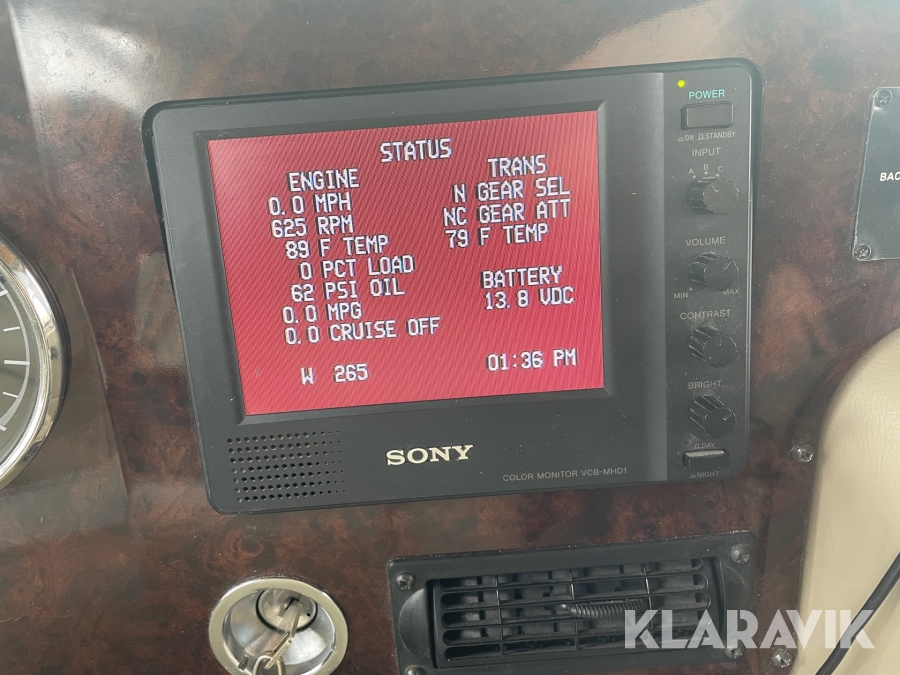 STATUS
ENGINE
0.0 MPH
625 RPM
89 F TEMP
0 PCT LOAD
62 PSI OIL
0.0 MPG
0.0 CRUISE OFF
W 265
TRANS
N GEAR SEL
NC GEAR ATT
79 F TEMP
BATTERY
13.8 VDC
01:36 PM
POWER
ON STANDBY
INPUT
A B C
VOLUME
MIN MAX
CONTRAST
BRIGHT
DAY
NIGHT
SONY
COLOR MONITOR VCB-MHD1
BAC
KLARAVIK